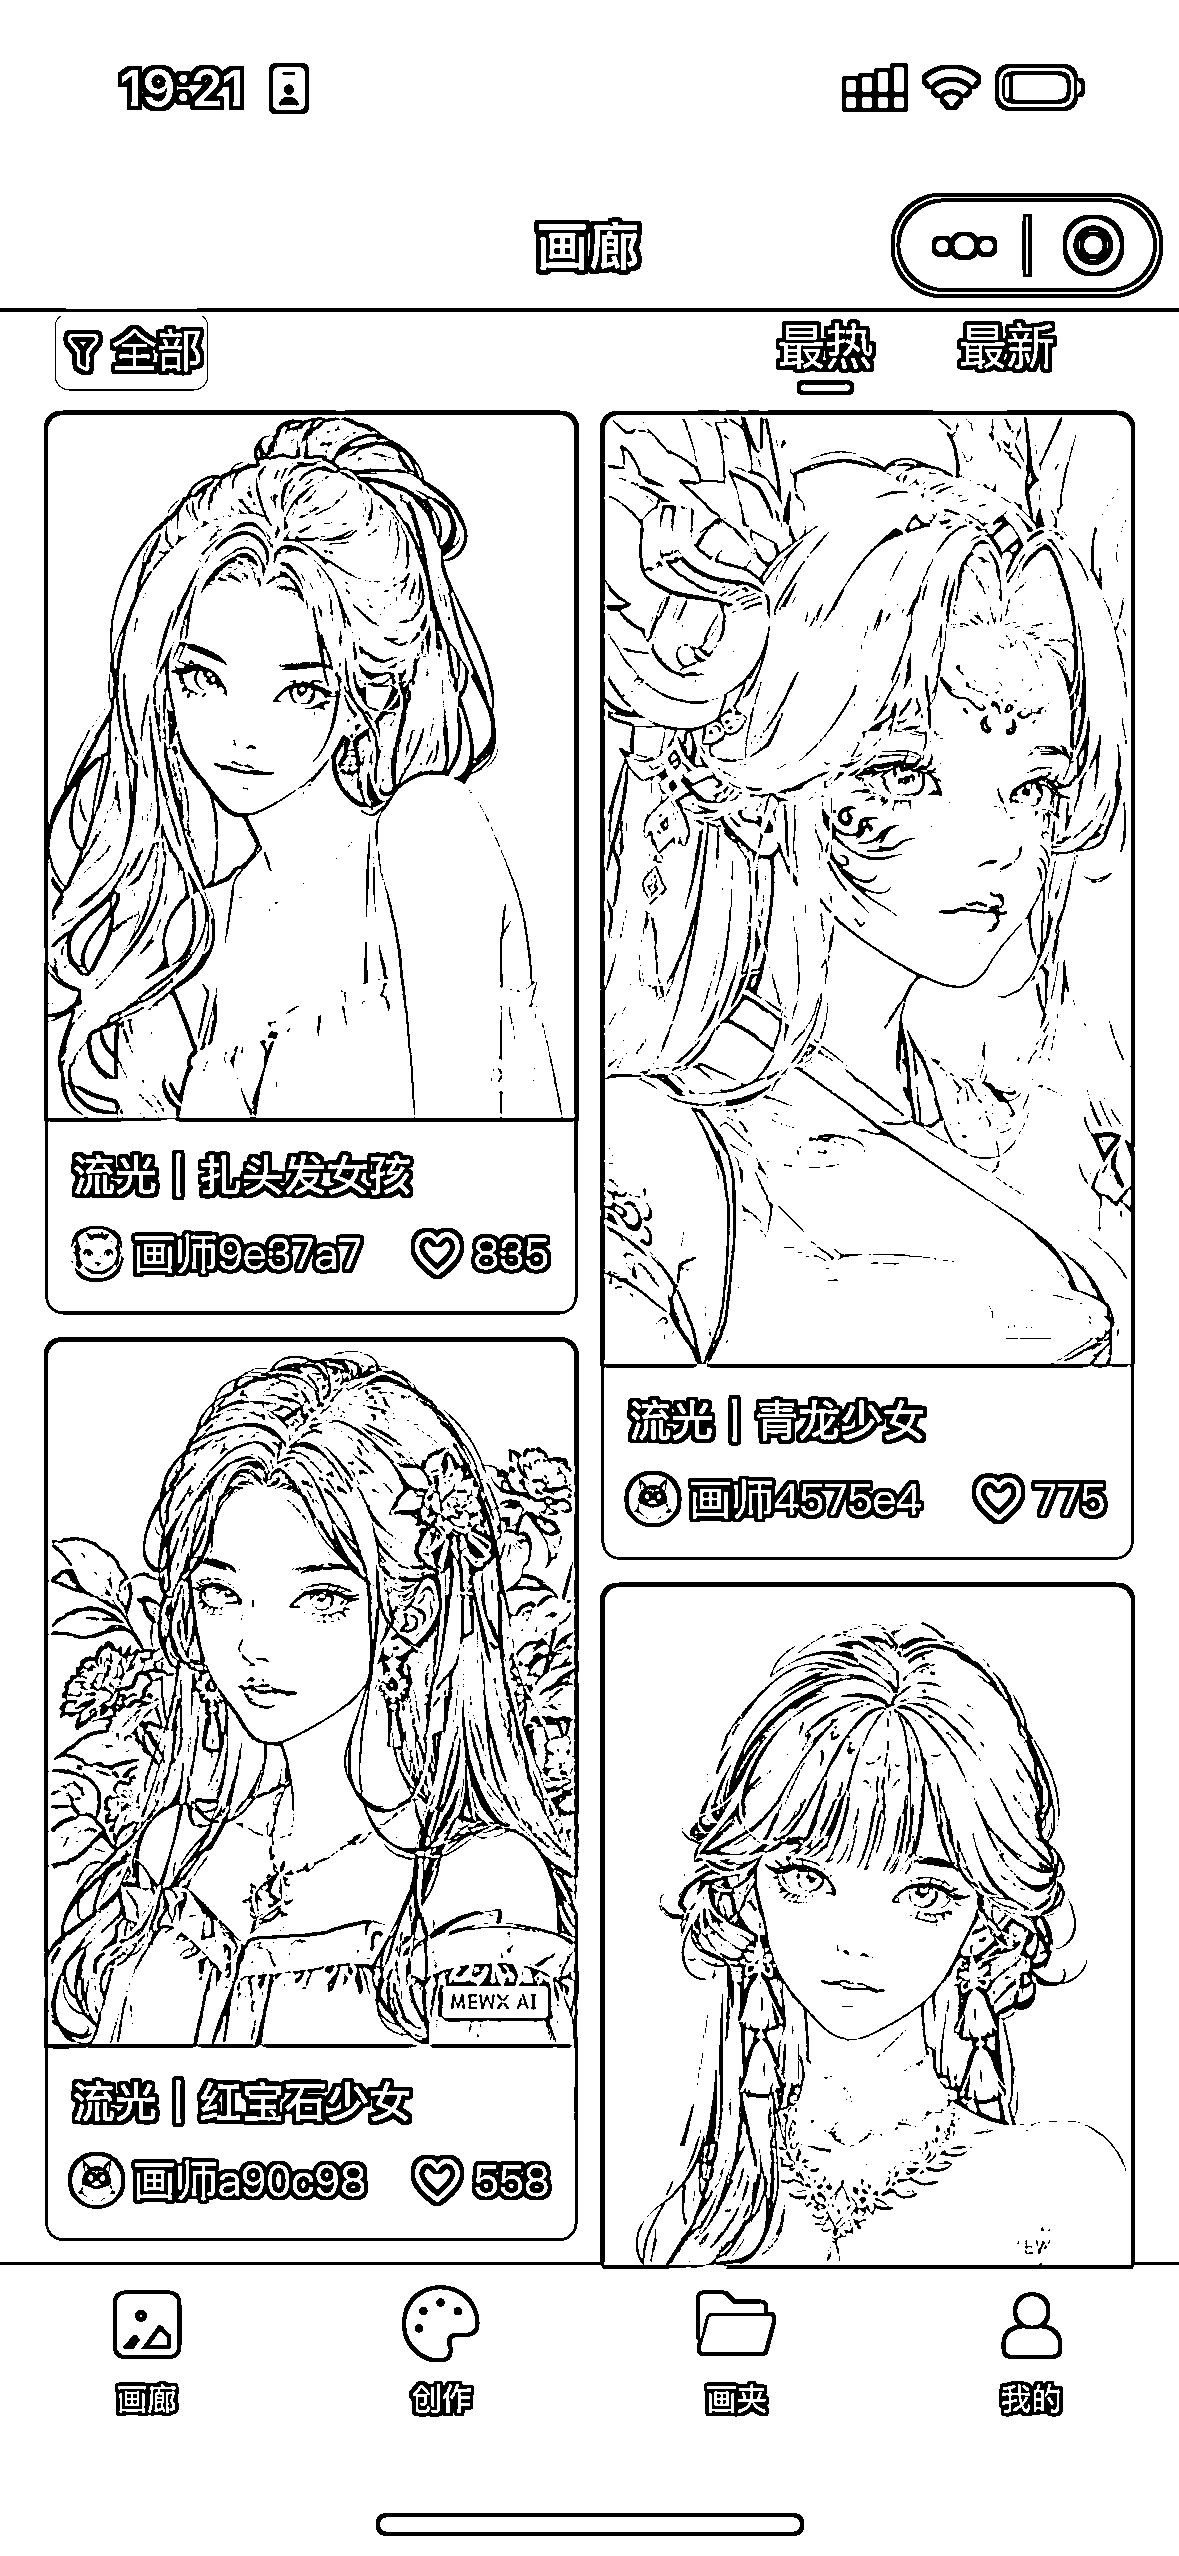 19:21
画廊
全部
最热 最新
流光 | 扎头发女孩
画师9e37a7 835
流光 | 青龙少女
画师4575e4 775
MEWX AI
流光 | 红宝石少女
画师a90c98 558
画廊 创作 画夹 我的